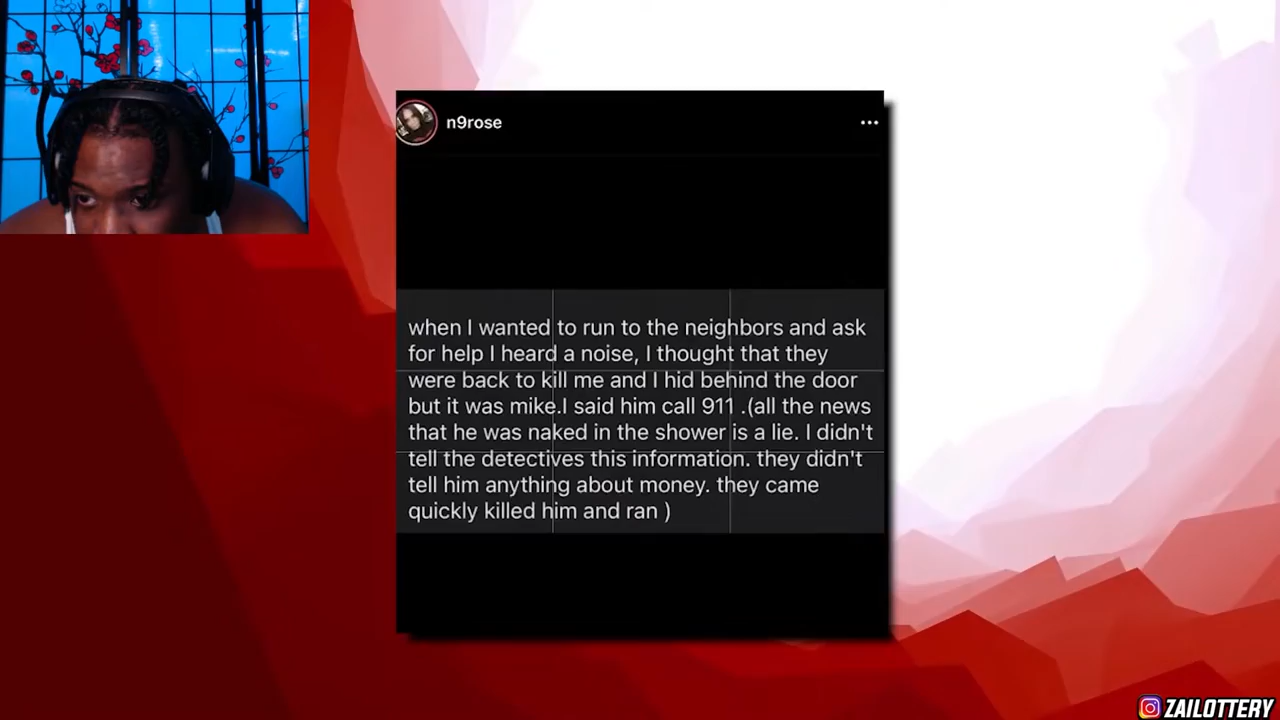 n9rose
when I wanted to run to the neighbors and ask
for help I heard a noise, I thought that they
were back to kill me and I hid behind the door
but it was mike.I said him call 911 .(all the news
that he was naked in the shower is a lie. I didn't
tell the detectives this information. they didn't
tell him anything about money. they came
quickly killed him and ran )
ZAILOTTERY